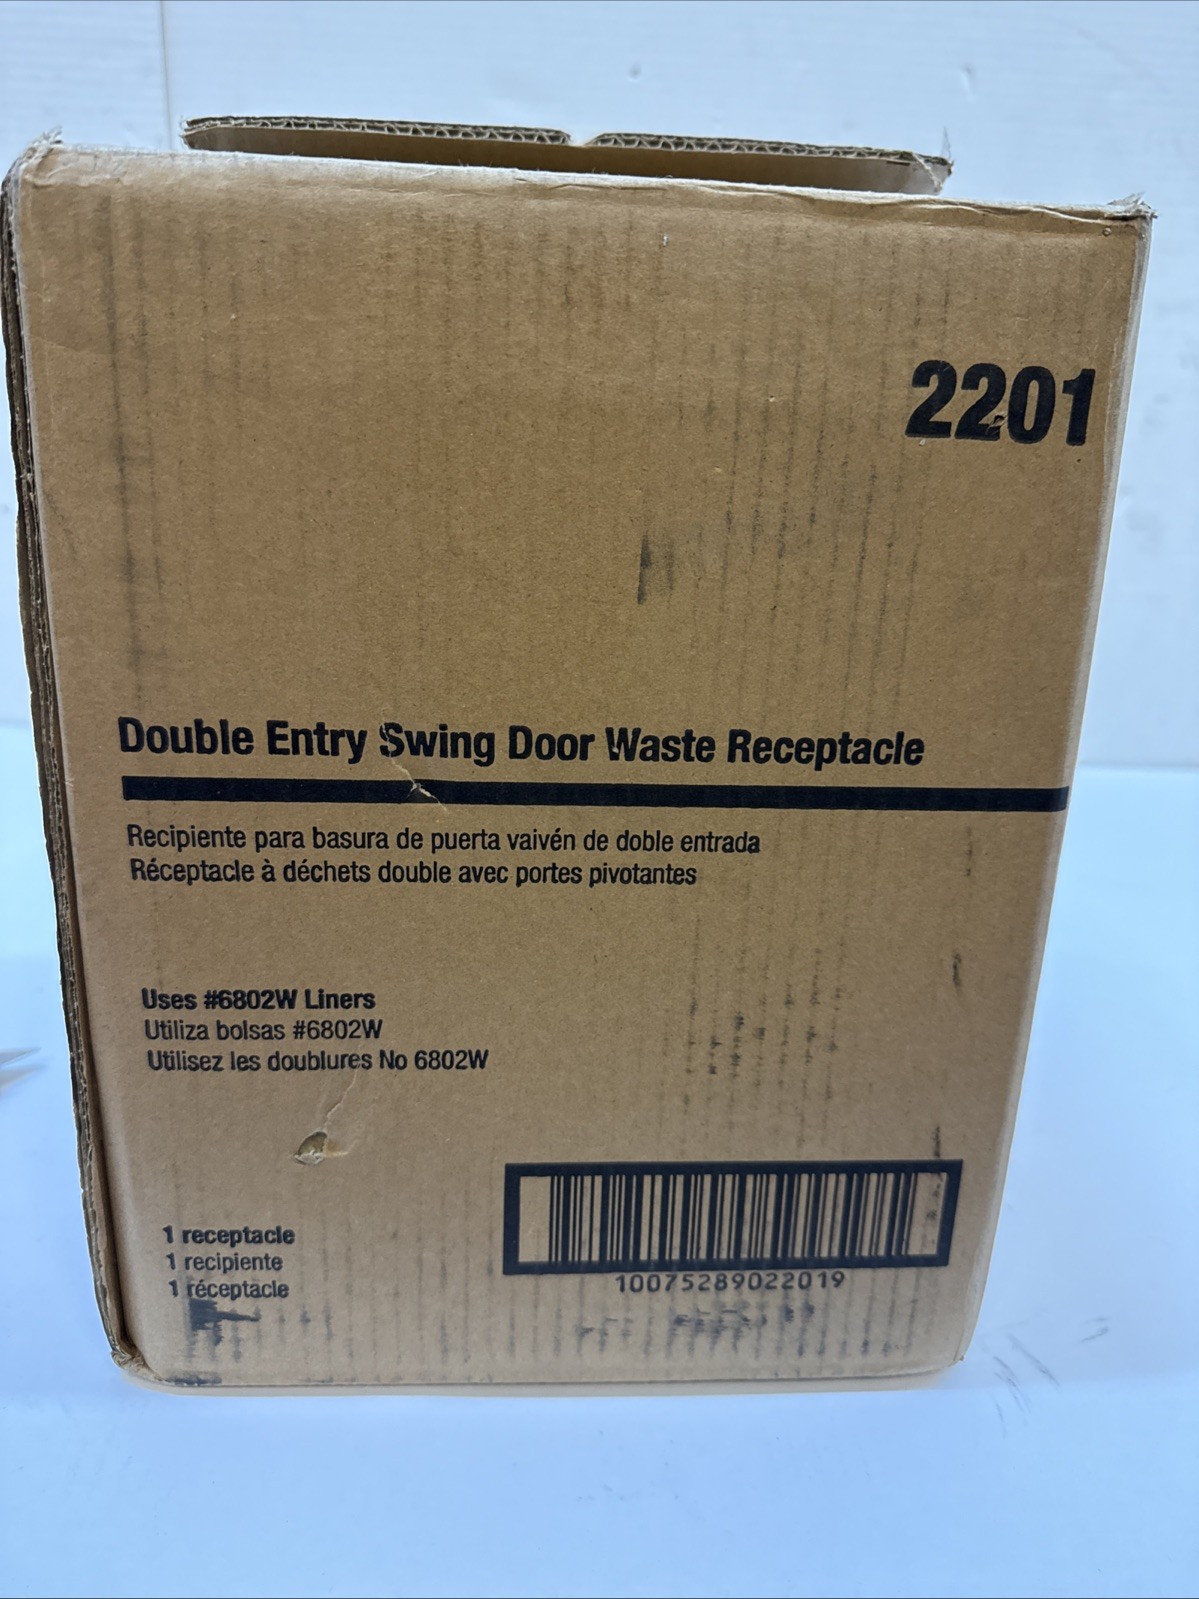 2201
Double Entry Swing Door Waste Receptacle
Recipiente para basura de puerta vaivén de doble entrada
Réceptacle à déchets double avec portes pivotantes
Uses #6802W Liners
Utiliza bolsas #6802W
Utilisez les doublures No 6802W
1 receptacle
1 recipiente
1 réceptacle
10075289022019